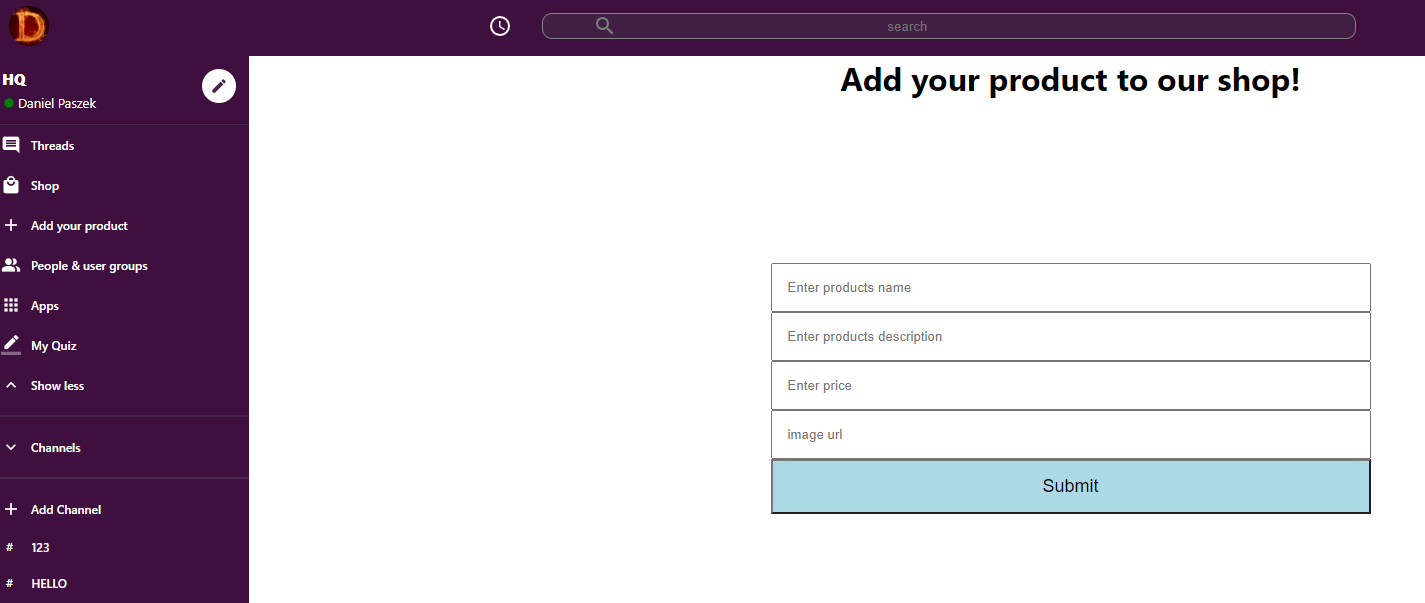 D
search
HQ
Daniel Paszek
Threads
Shop
Add your product
People & user groups
Apps
My Quiz
Show less
Channels
Add Channel
# 123
# HELLO
Add your product to our shop!
Enter products name
Enter products description
Enter price
image url
Submit